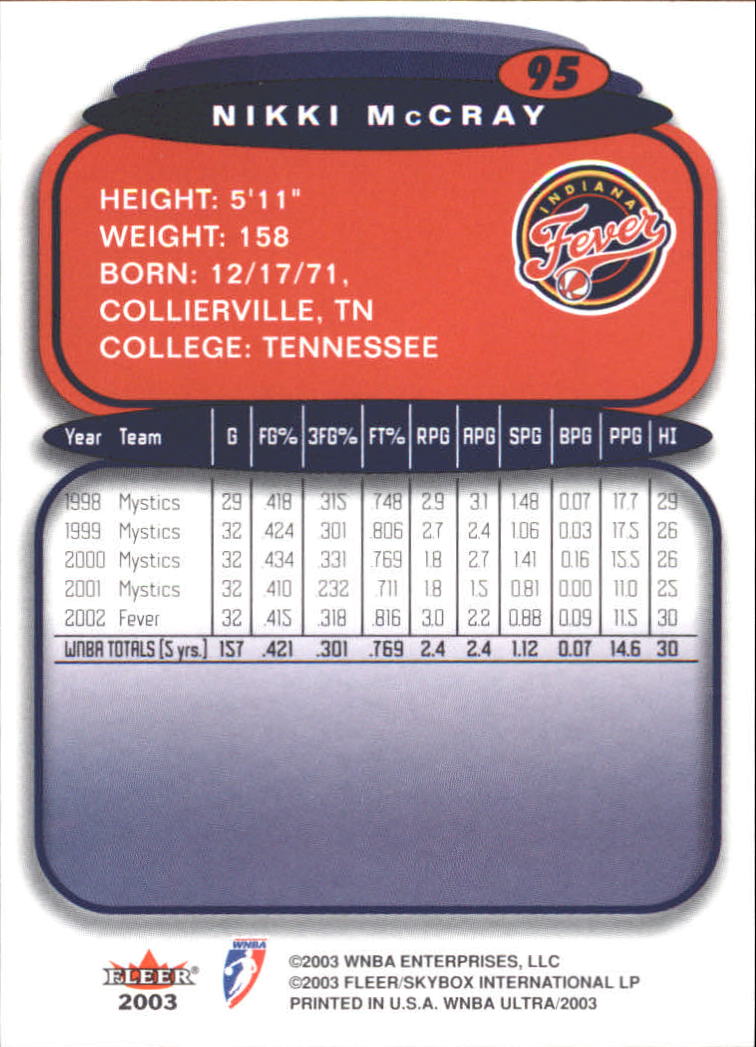 95
NIKKI McCRAY
HEIGHT: 5'11"
WEIGHT: 158
BORN: 12/17/71,
COLLIERVILLE, TN
COLLEGE: TENNESSEE
INDIANA
Fever
Year Team G FG% 3FG% FT% RPG APG SPG BPG PPG HI
1998 Mystics 29 .418 .315 .748 2.9 3.1 1.48 0.07 17.7 29
1999 Mystics 32 .424 .301 .806 2.7 2.4 1.06 0.03 17.5 26
2000 Mystics 32 .434 .331 .769 1.8 2.7 1.41 0.16 15.5 26
2001 Mystics 32 .410 .232 .711 1.8 1.5 0.81 0.00 11.0 25
2002 Fever 32 .415 .318 .816 3.0 2.2 0.88 0.09 11.5 30
WNBA TOTALS [5 yrs.] 157 .421 .301 .769 2.4 2.4 1.12 0.07 14.6 30
FLEER®
2003
WNBA
©2003 WNBA ENTERPRISES, LLC
©2003 FLEER/SKYBOX INTERNATIONAL LP
PRINTED IN U.S.A. WNBA ULTRA/2003